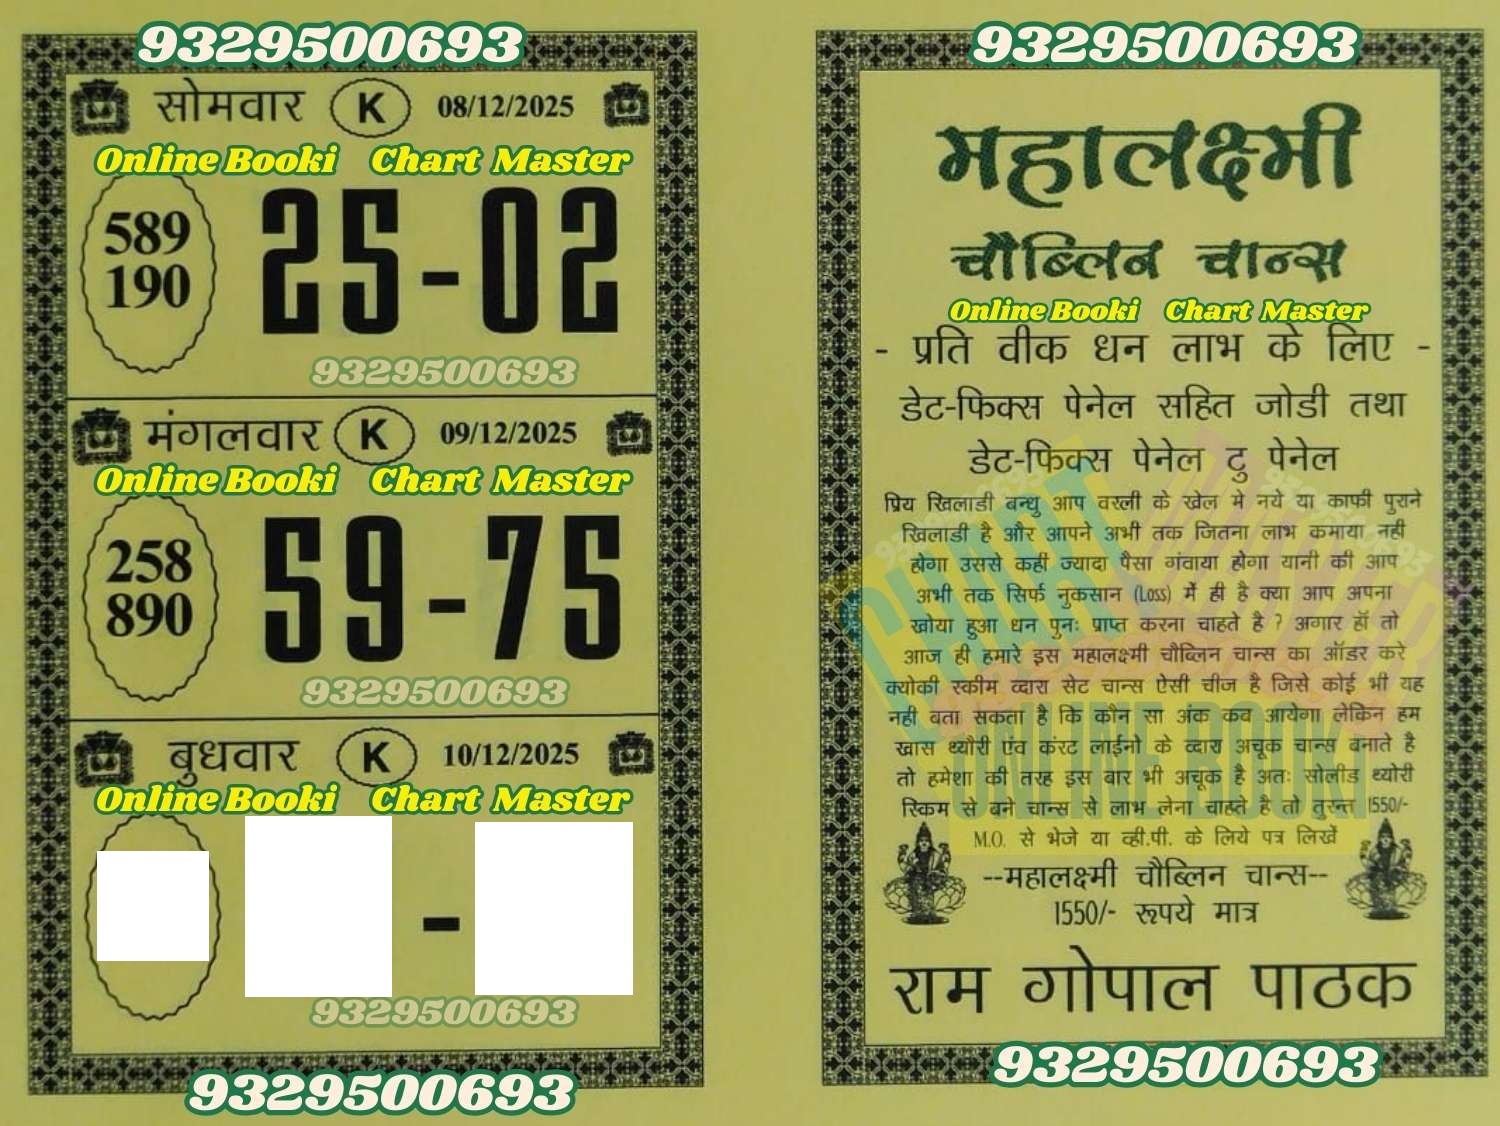 9329500693
सोमवार K 08/12/2025
Online Booki Chart Master
589
190
25-02
9329500693
मंगलवार K 09/12/2025
Online Booki Chart Master
258
890
59-75
9329500693
बुधवार K 10/12/2025
Online Booki Chart Master
-
9329500693
9329500693
9329500693
महालक्ष्मी
चौब्लिन चान्स
Online Booki Chart Master
- प्रति वीक धन लाभ के लिए -
डेट-फिक्स पेनेल सहित जोडी तथा
डेट-फिक्स पेनेल टु पेनेल
प्रिय खिलाडी बन्धु आप वरली के खेल मे नये या काफी पुराने
खिलाडी है और आपने अभी तक जितना लाभ कमाया नही
होगा उससे कहीं ज्यादा पैसा गंवाया होगा यानी की आप
अभी तक सिर्फ नुकसान (Loss) में ही है क्या आप अपना
खोया हुआ धन पुनः प्राप्त करना चाहते है ? अगार हाँ तो
आज ही हमारे इस महालक्ष्मी चौब्लिन चान्स का ऑडर करे
क्योकी स्कीम व्दारा सेट चान्स ऐसी चीज है जिसे कोई भी यह
नही बता सकता है कि कौन सा अंक कब आयेगा लेकिन हम
खास थ्योरी एंव करंट लाईनो के व्दारा अचूक चान्स बनाते है
तो हमेशा की तरह इस बार भी अचूक है अतः सोलीड थ्योरी
स्किम से बने चान्स से लाभ लेना चाहते है तो तुरन्त 1550/-
M.O. से भेजे या व्ही.पी. के लिये पत्र लिखें
--महालक्ष्मी चौब्लिन चान्स--
1550/- रूपये मात्र
राम गोपाल पाठक
9329500693
ONLINE BOOKI